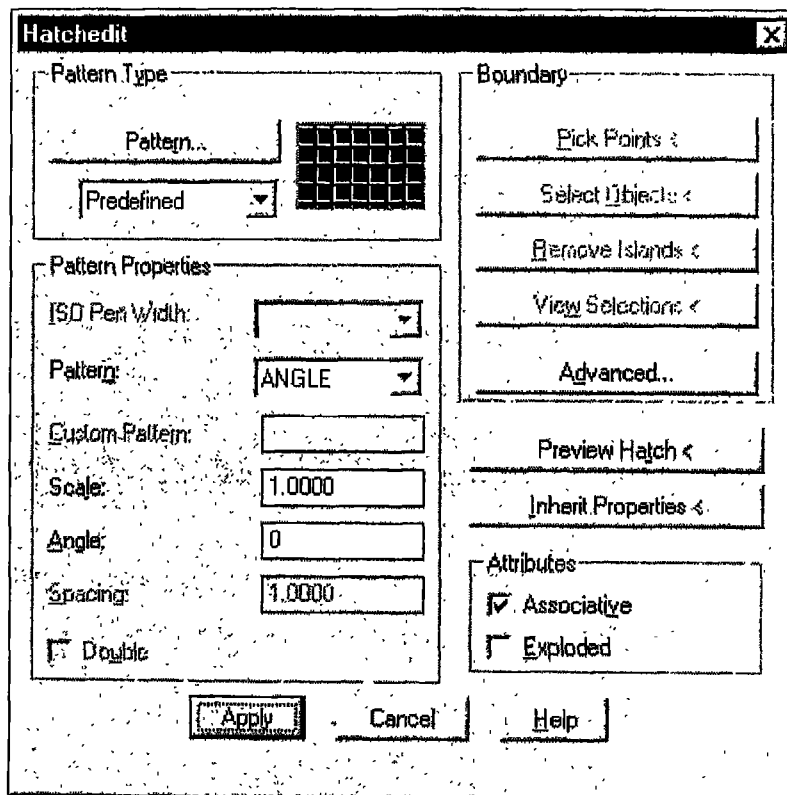 Hatchedit
Pattern Type
Pattern...
Predefined
Pattern Properties
ISO Pen Width:
Pattern:
ANGLE
Custom Pattern:
Scale:
1.0000
Angle:
0
Spacing:
1.0000
Double
Boundary
Pick Points <
Select Objects <
Remove Islands <
View Selections <
Advanced...
Preview Hatch <
Inherit Properties <
Attributes
Associative
Exploded
Apply
Cancel
Help